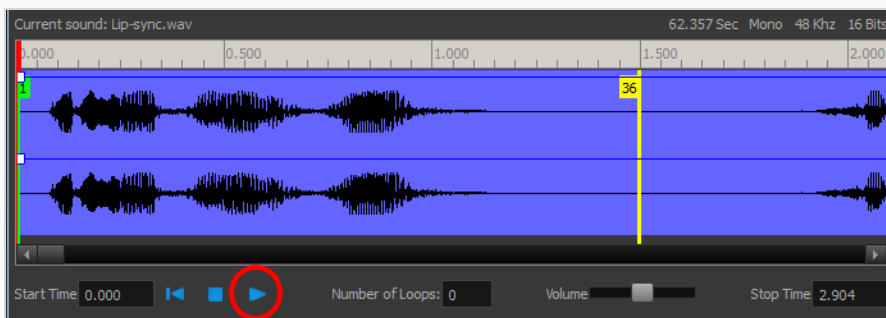 Current sound: Lip-sync.wav 62.357 Sec Mono 48 Khz 16 Bits
0.000 0.500 1.000 1.500 2.000
1 36
Start Time 0.000 Number of Loops: 0 Volume Stop Time 2.904